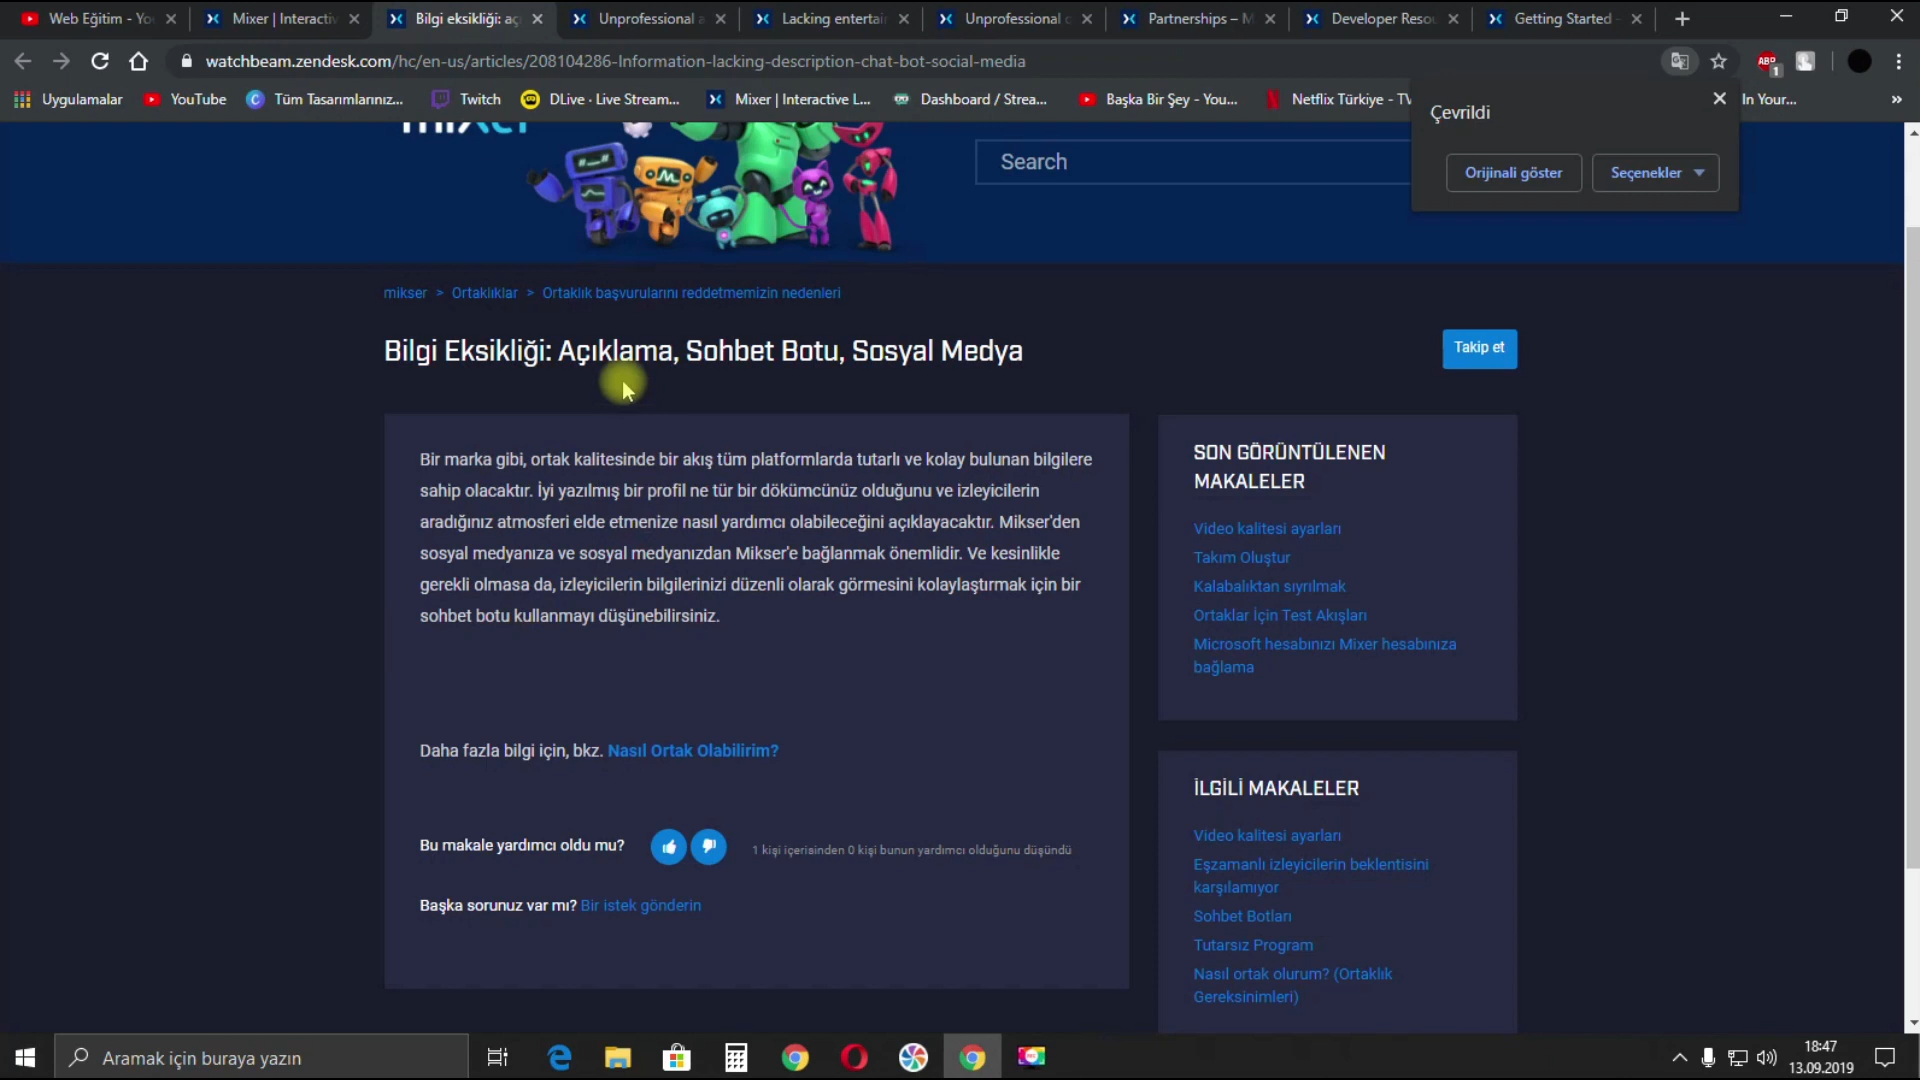 Web Eğitim - Yo
Mixer | Interactiv
Bilgi eksikliği: aç
Unprofessional a
Lacking entertai
Unprofessional c
Partnerships – M
Developer Resou
Getting Started -
watchbeam.zendesk.com/hc/en-us/articles/208104286-Information-lacking-description-chat-bot-social-media
ABP
1
Uygulamalar
YouTube
Tüm Tasarımlarınız...
Twitch
DLive · Live Stream...
Mixer | Interactive L...
Dashboard / Strea...
Başka Bir Şey - You...
Netflix Türkiye - TV
In Your...
»
Çevrildi
Orijinali göster
Seçenekler
mixer
Search
mikser > Ortaklıklar > Ortaklık başvurularını reddetmemizin nedenleri
Bilgi Eksikliği: Açıklama, Sohbet Botu, Sosyal Medya
Takip et
Bir marka gibi, ortak kalitesinde bir akış tüm platformlarda tutarlı ve kolay bulunan bilgilere
sahip olacaktır. İyi yazılmış bir profil ne tür bir dökümcünüz olduğunu ve izleyicilerin
aradığınız atmosferi elde etmenize nasıl yardımcı olabileceğini açıklayacaktır. Mikser'den
sosyal medyanıza ve sosyal medyanızdan Mikser'e bağlanmak önemlidir. Ve kesinlikle
gerekli olmasa da, izleyicilerin bilgilerinizi düzenli olarak görmesini kolaylaştırmak için bir
sohbet botu kullanmayı düşünebilirsiniz.
Daha fazla bilgi için, bkz. Nasıl Ortak Olabilirim?
Bu makale yardımcı oldu mu?
1 kişi içerisinden 0 kişi bunun yardımcı olduğunu düşündü
Başka sorunuz var mı? Bir istek gönderin
SON GÖRÜNTÜLENEN
MAKALELER
Video kalitesi ayarları
Takım Oluştur
Kalabalıktan sıyrılmak
Ortaklar İçin Test Akışları
Microsoft hesabınızı Mixer hesabınıza
bağlama
İLGİLİ MAKALELER
Video kalitesi ayarları
Eşzamanlı izleyicilerin beklentisini
karşılamıyor
Sohbet Botları
Tutarsız Program
Nasıl ortak olurum? (Ortaklık
Gereksinimleri)
Aramak için buraya yazın
18:47
13.09.2019